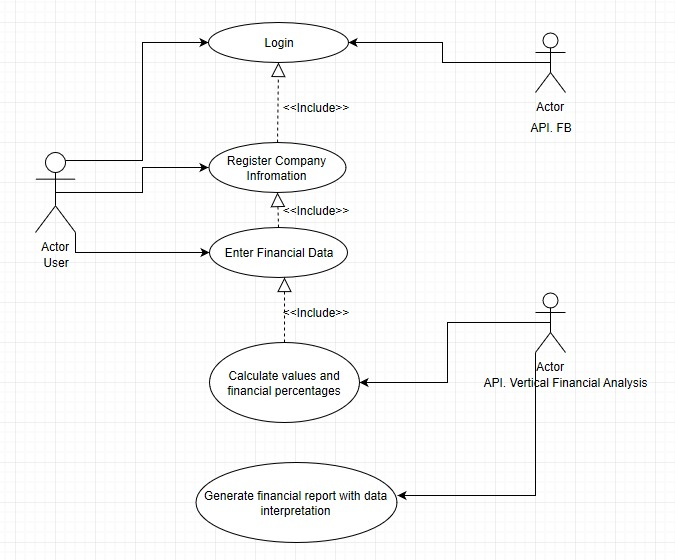 Login
<<Include>>
Actor
API. FB
Register Company
Infromation
<<Include>>
Actor
User
Enter Financial Data
<<Include>>
Calculate values and
financial percentages
Actor
API. Vertical Financial Analysis
Generate financial report with data
interpretation